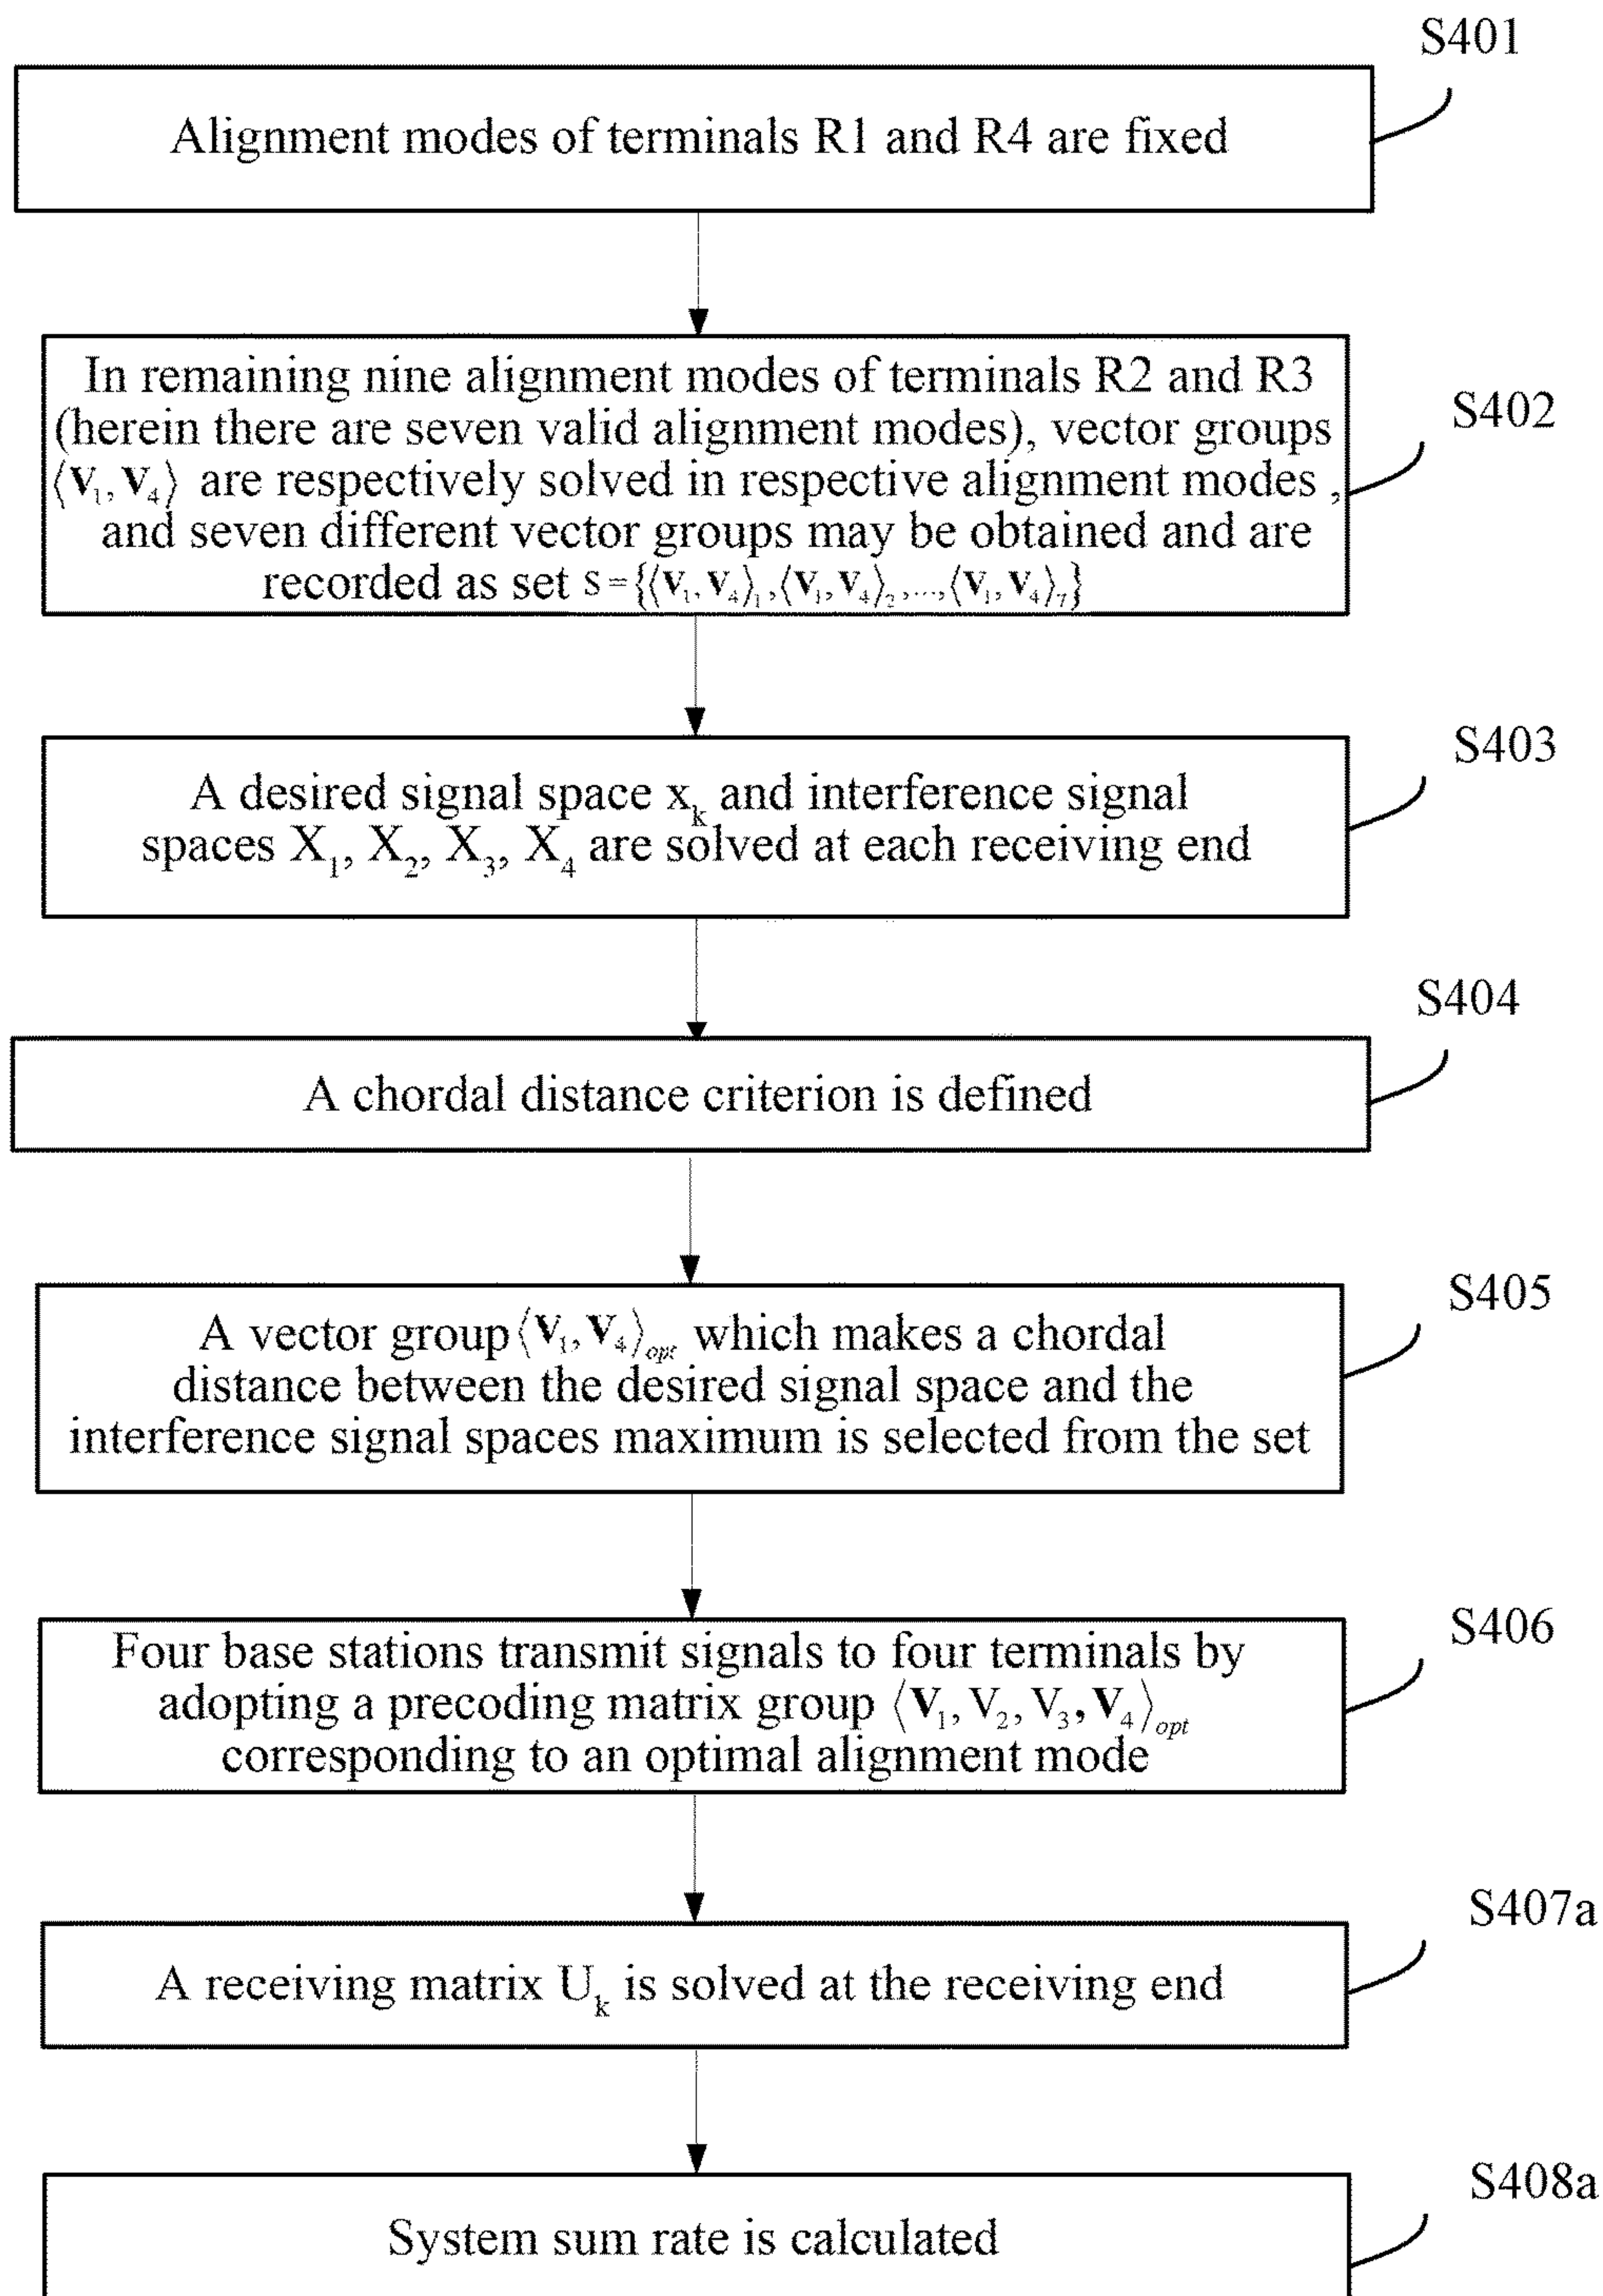 S401
Alignment modes of terminals R1 and R4 are fixed
In remaining nine alignment modes of terminals R2 and R3
(herein there are seven valid alignment modes), vector groups
⟨V₁, V₄⟩ are respectively solved in respective alignment modes ,
and seven different vector groups may be obtained and are
recorded as set S={⟨V₁, V₄⟩₁,⟨V₁, V₄⟩₂,...,⟨V₁, V₄⟩₇}
S402
A desired signal space xₖ and interference signal
spaces X₁, X₂, X₃, X₄ are solved at each receiving end
S403
S404
A chordal distance criterion is defined
A vector group ⟨V₁, V₄⟩opt which makes a chordal
distance between the desired signal space and the
interference signal spaces maximum is selected from the set
S405
Four base stations transmit signals to four terminals by
adopting a precoding matrix group ⟨V₁, V₂, V₃, V₄⟩opt
corresponding to an optimal alignment mode
S406
S407a
A receiving matrix Uₖ is solved at the receiving end
S408a
System sum rate is calculated